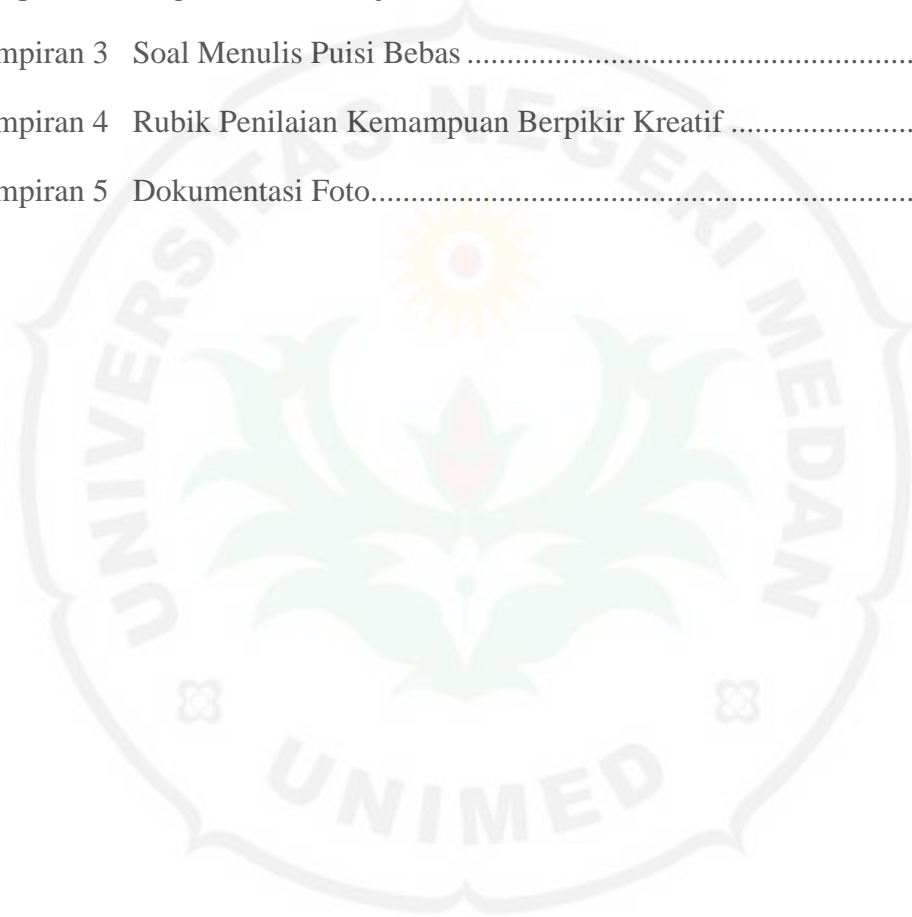 mpiran 3 Soal Menulis Puisi Bebas ........................................................
mpiran 4 Rubik Penilaian Kemampuan Berpikir Kreatif .......................
mpiran 5 Dokumentasi Foto....................................................................
UNIVERSITAS NEGERI MEDAN
UNIMED